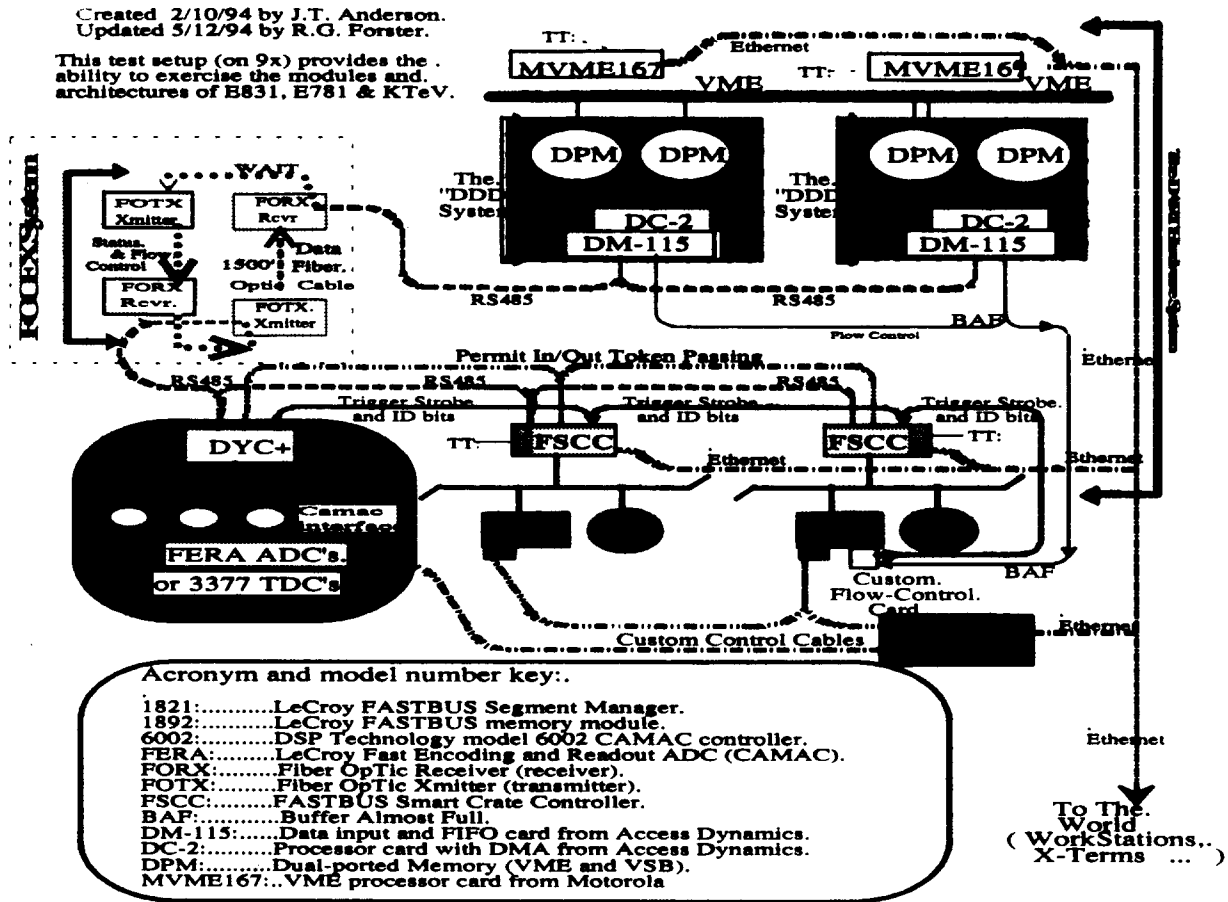 Created 2/10/94 by J.T. Anderson.
Updated 5/12/94 by R.G. Forster.
This test setup (on 9x) provides the .
ability to exercise the modules and.
architectures of E831, E781 & KTeV.
TT: .
MVME167
Ethernet
TT: -
MVME167
VME
VME
DPM
DPM
DPM
DPM
The.
"DDD
System
The.
"DDD
System
DC-2
DM-115
DC-2
DM-115
System
WAIT
FOTX
Xmitter
FORX
Rcvr
Status.
& Flow
Control
1500'
Data
Fiber.
Optic Cable
FORX
Rcvr.
FOTX.
Xmitter
RS485
RS485
BAF
Flow Control
Ethernet
Permit In/Out Token Passing
RS485
RS485
RS485
Trigger Strobe
and ID bits
Trigger Strobe.
and ID bits
Trigger Strobe.
and ID bits
DYC+
TT:
FSCC
FSCC
TT:
Ethernet
Ethernet
Camac
Interface
FERA ADC's.
or 3377 TDC's
BAF
Custom.
Flow-Control.
Card
Custom Control Cables
Ethernet
Ethernet
To The.
World
( WorkStations,.
X-Terms ... )
Acronym and model number key:.
1821:..........LeCroy FASTBUS Segment Manager.
1892:..........LeCroy FASTBUS memory module.
6002:..........DSP Technology model 6002 CAMAC controller.
FERA:.........LeCroy Fast Encoding and Readout ADC (CAMAC).
FORX:.........Fiber OpTic Receiver (receiver).
FOTX:.........Fiber OpTic Xmitter (transmitter).
FSCC:.........FASTBUS Smart Crate Controller.
BAF:...........Buffer Almost Full.
DM-115:......Data input and FIFO card from Access Dynamics.
DC-2:..........Processor card with DMA from Access Dynamics.
DPM:..........Dual-ported Memory (VME and VSB).
MVME167:..VME processor card from Motorola